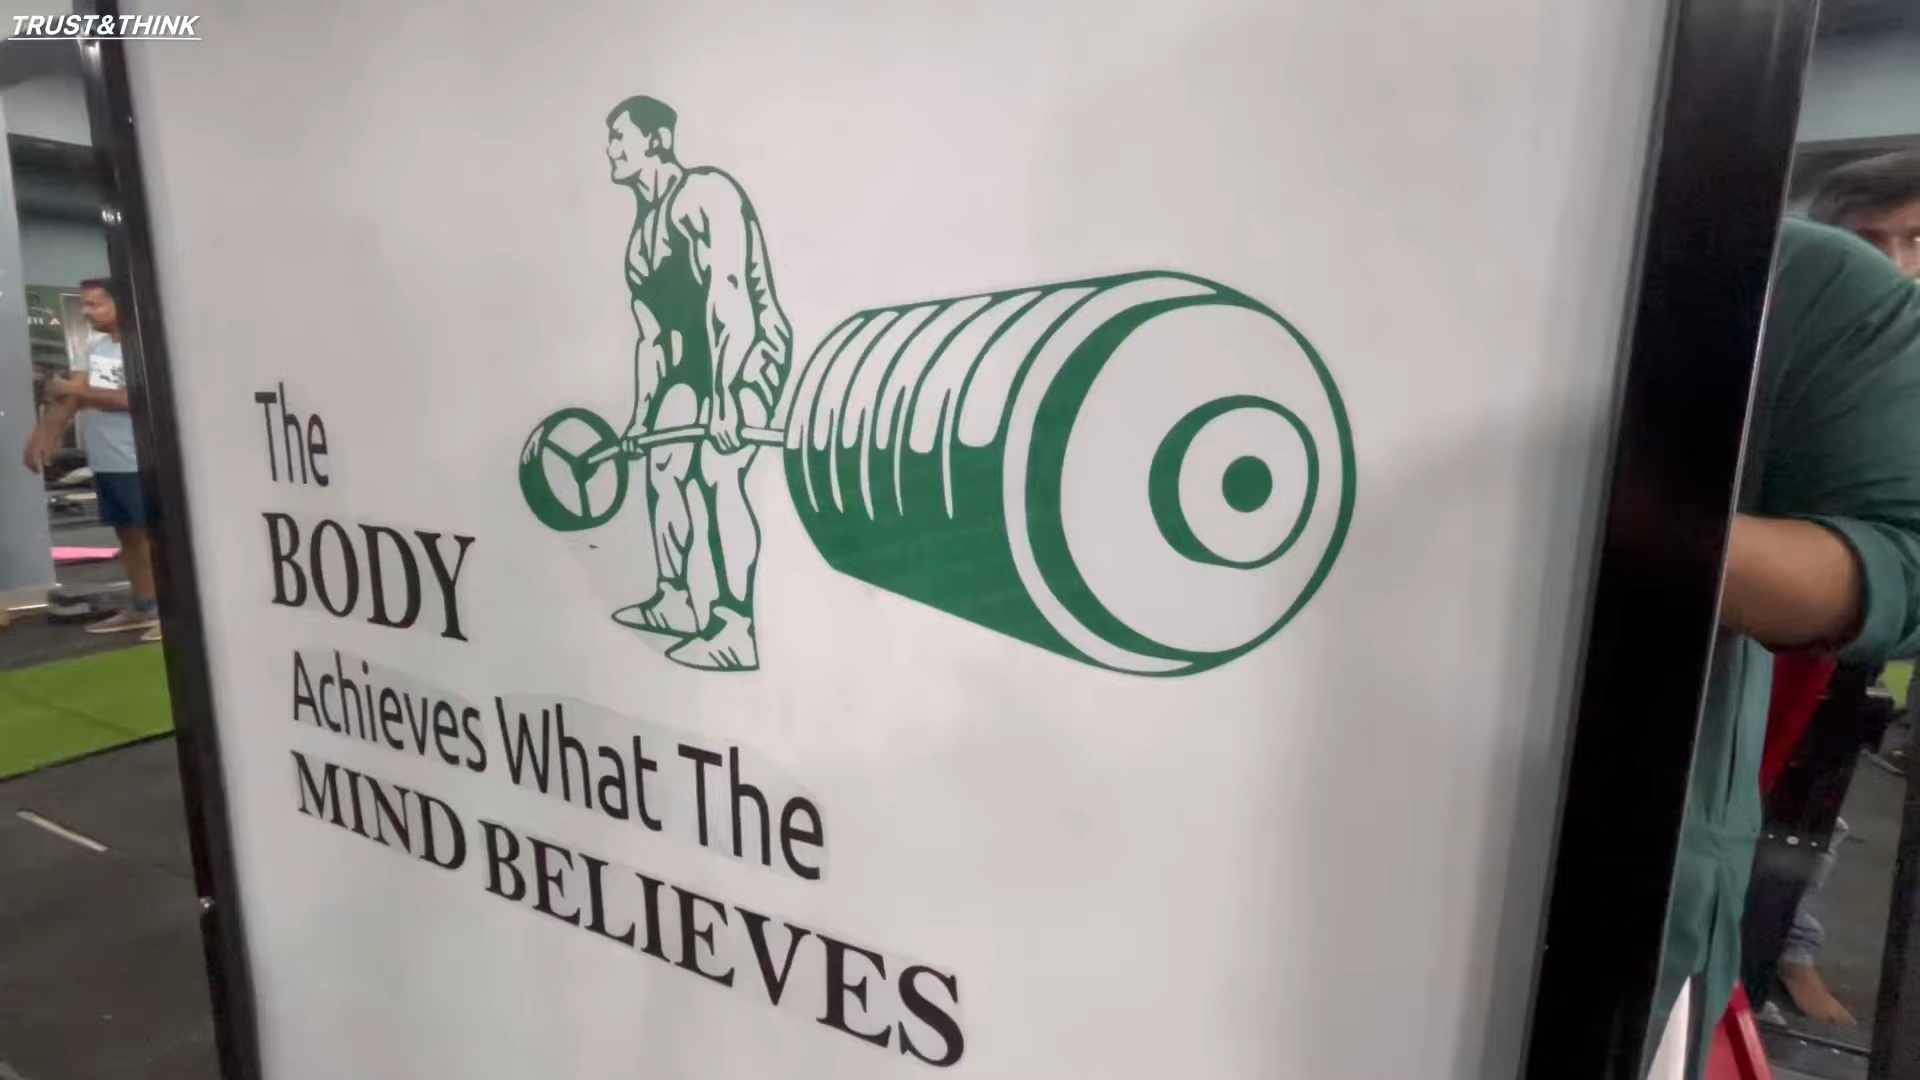 TRUST&THINK
The
BODY
Achieves What The
MIND BELIEVES